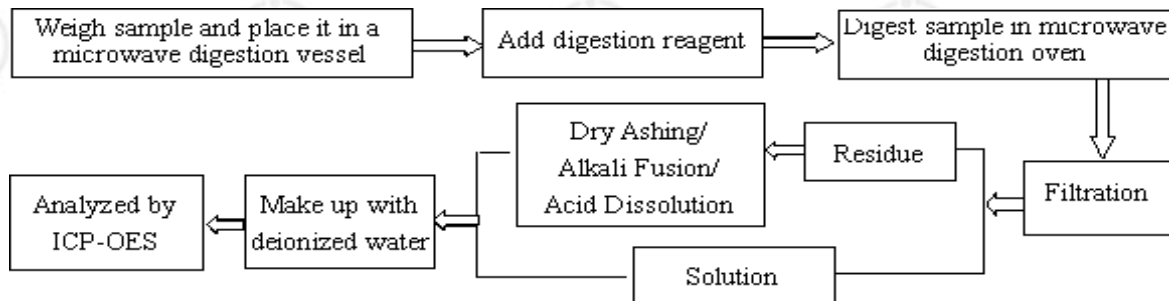 Weigh sample and place it in a
microwave digestion vessel
Add digestion reagent
Digest sample in microwave
digestion oven
Filtration
Residue
Dry Ashing/
Alkali Fusion/
Acid Dissolution
Solution
Make up with
deionized water
Analyzed by
ICP-OES